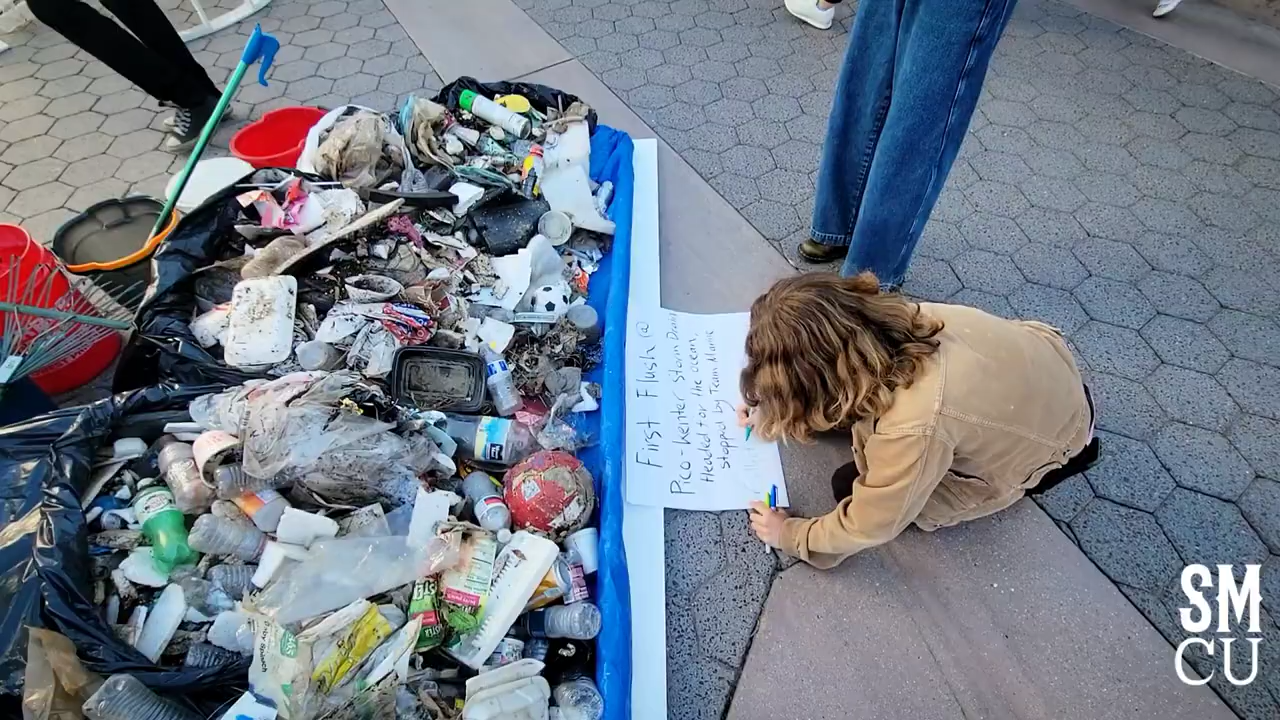 First Flush @
Pico-Kenter Storm Drain
Headed for the ocean,
stopped by Team Marine
SM
CU